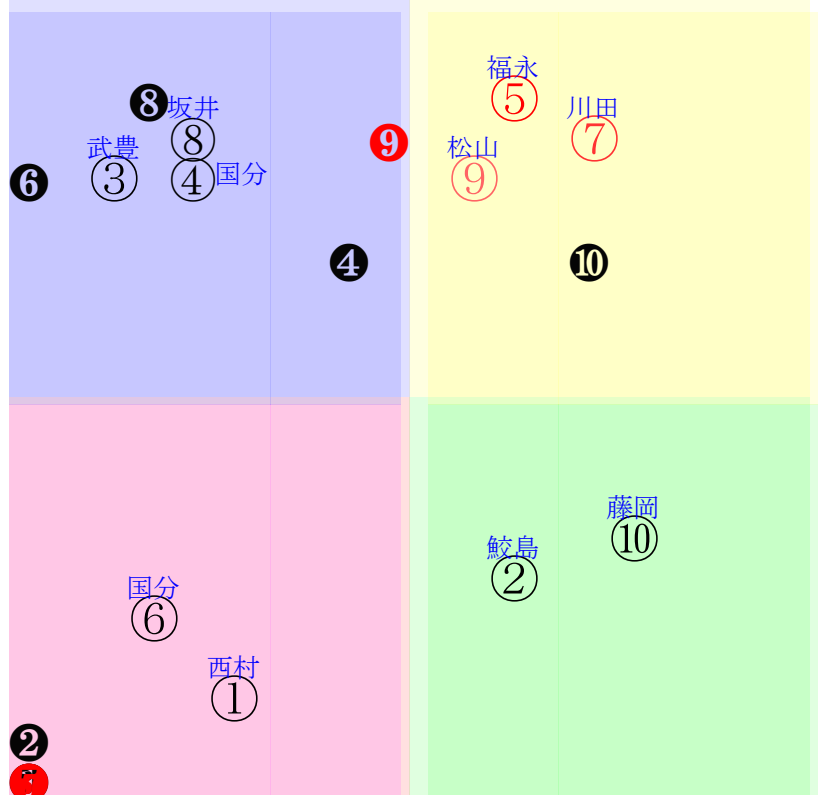 福永
⑤
❽
坂井
川田
⑧
⑦
❾
武豊
松山
③
④
国分
⑨
❻
❹
❿
藤岡
⑩
鮫島
②
国分
⑥
西村
①
❷